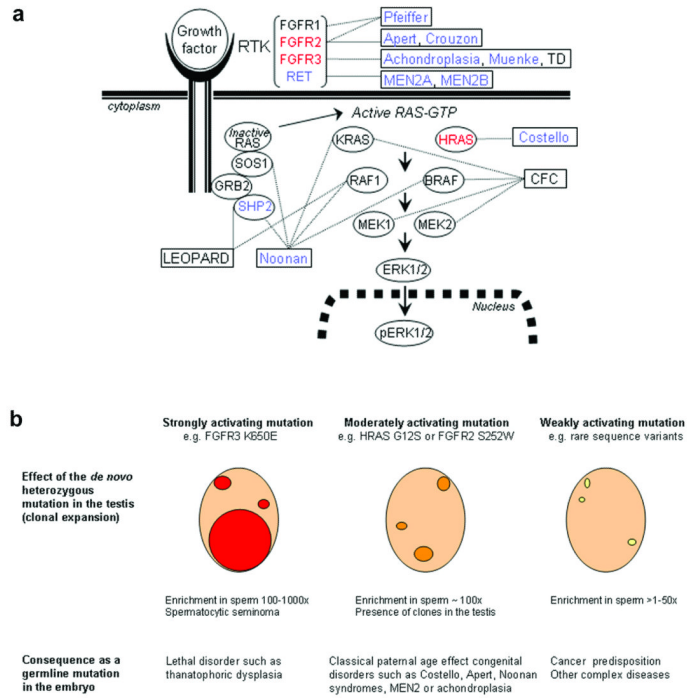 a
Growth
factor
RTK
FGFR1
FGFR2
FGFR3
RET
Pfeiffer
Apert, Crouzon
Achondroplasia, Muenke, TD
MEN2A, MEN2B
cytoplasm
Active RAS-GTP
Inactive
RAS
SOS1
GRB2
SHP2
KRAS
HRAS
Costello
RAF1
BRAF
CFC
MEK1
MEK2
LEOPARD
Noonan
ERK1/2
Nucleus
pERK1/2
b
Strongly activating mutation
e.g. FGFR3 K650E
Moderately activating mutation
e.g. HRAS G12S or FGFR2 S252W
Weakly activating mutation
e.g. rare sequence variants
Effect of the de novo
heterozygous
mutation in the testis
(clonal expansion)
Enrichment in sperm 100-1000x
Spermatocytic seminoma
Enrichment in sperm ~ 100x
Presence of clones in the testis
Enrichment in sperm >1-50x
Consequence as a
germline mutation
in the embryo
Lethal disorder such as
thanatophoric dysplasia
Classical paternal age effect congenital
disorders such as Costello, Apert, Noonan
syndromes, MEN2 or achondroplasia
Cancer predisposition
Other complex diseases